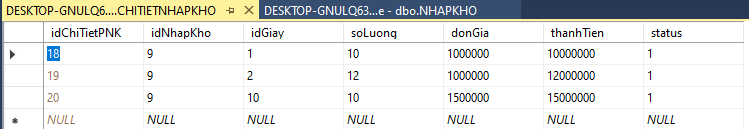 DESKTOP-GNULQ6....CHITIETNHAPKHO DESKTOP-GNULQ63...e - dbo.NHAPKHO
idChiTietPNK idNhapKho idGiay soLuong donGia thanhTien status
18 9 1 10 1000000 10000000 1
19 9 2 12 1000000 12000000 1
20 9 10 10 1500000 15000000 1
NULL NULL NULL NULL NULL NULL NULL